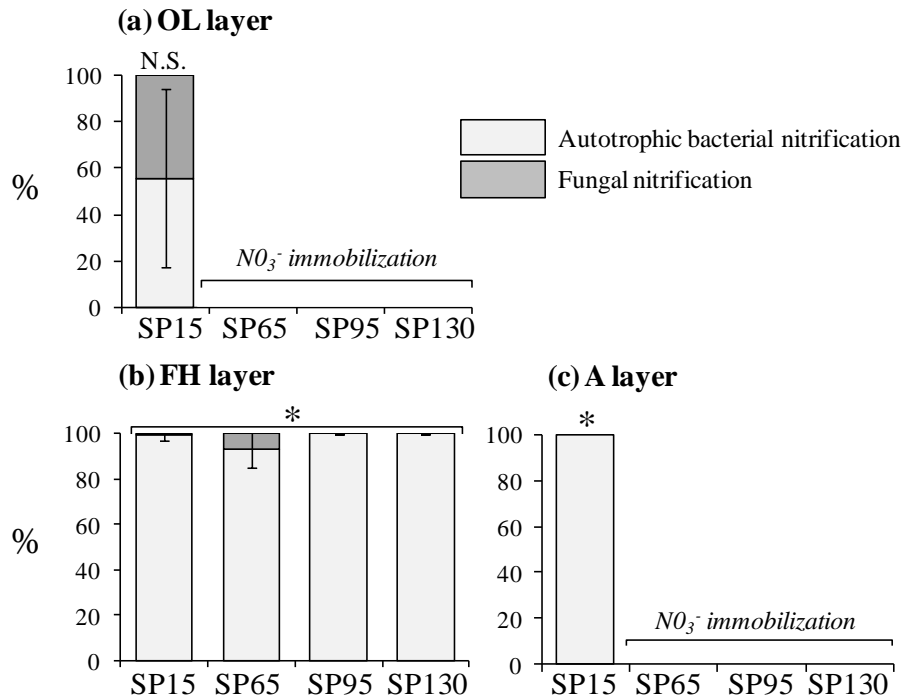 (a) OL layer
N.S.
100
80
60
40
20
0
%
Autotrophic bacterial nitrification
Fungal nitrification
N0₃⁻ immobilization
SP15 SP65 SP95 SP130
(b) FH layer
*
100
80
60
40
20
0
%
SP15 SP65 SP95 SP130
(c) A layer
*
100
80
60
40
20
0
N0₃⁻ immobilization
SP15 SP65 SP95 SP130